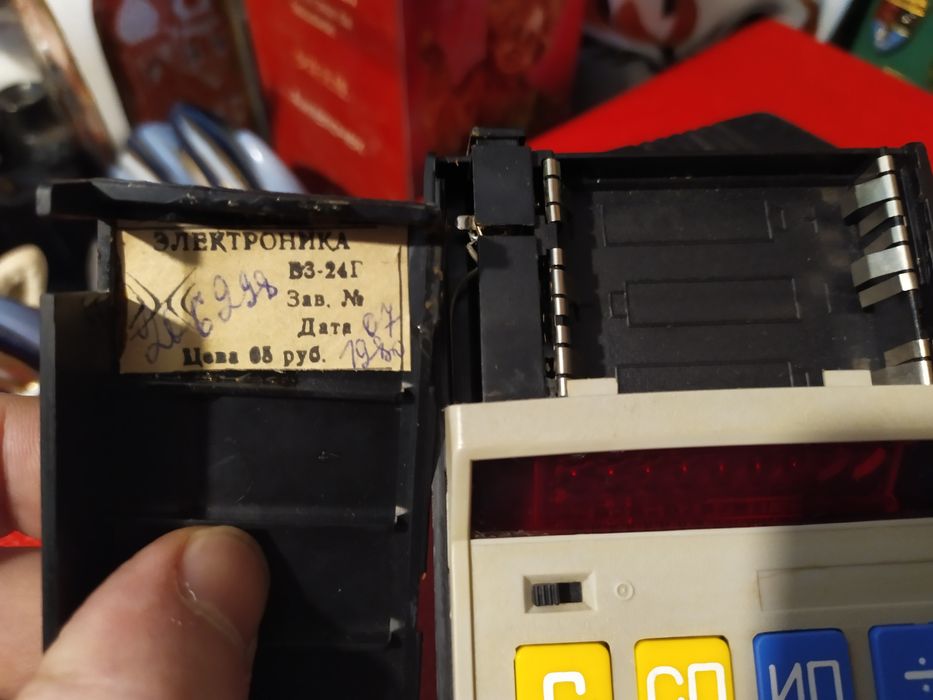 ЭЛЕКТРОНИКА
Б3-24Г
Зав. №
Дата 07
Цена 65 руб. 1980
С
СП
ИП
÷